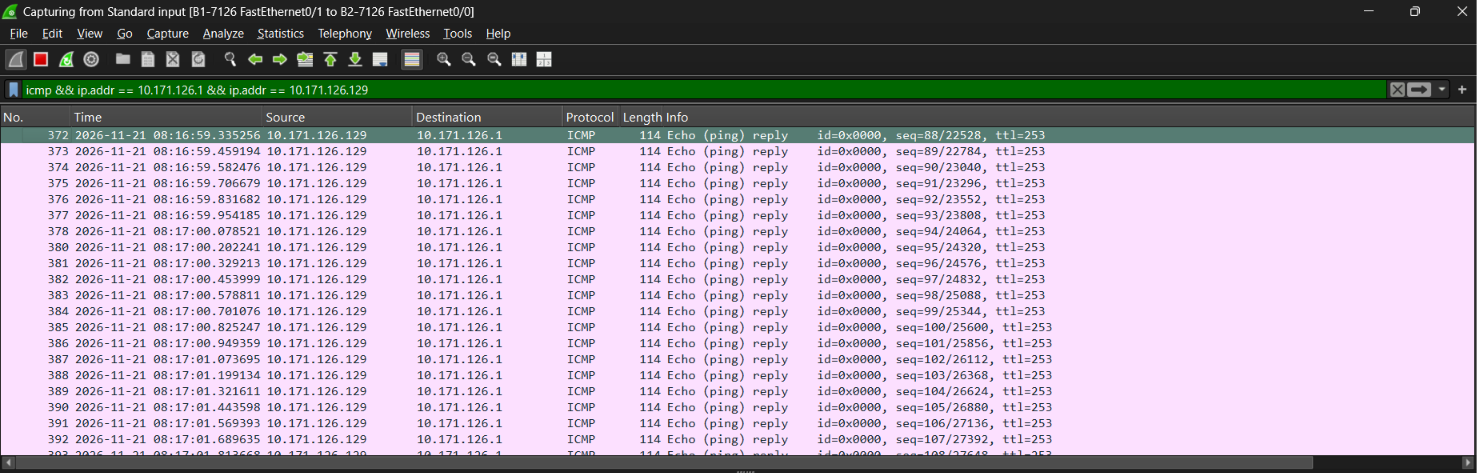 Capturing from Standard input [B1-7126 FastEthernet0/1 to B2-7126 FastEthernet0/0]
File Edit View Go Capture Analyze Statistics Telephony Wireless Tools Help
icmp && ip.addr == 10.171.126.1 && ip.addr == 10.171.126.129
No. Time Source Destination Protocol Length Info
372 2026-11-21 08:16:59.335256 10.171.126.129 10.171.126.1 ICMP 114 Echo (ping) reply id=0x0000, seq=88/22528, ttl=253
373 2026-11-21 08:16:59.459194 10.171.126.129 10.171.126.1 ICMP 114 Echo (ping) reply id=0x0000, seq=89/22784, ttl=253
374 2026-11-21 08:16:59.582476 10.171.126.129 10.171.126.1 ICMP 114 Echo (ping) reply id=0x0000, seq=90/23040, ttl=253
375 2026-11-21 08:16:59.706679 10.171.126.129 10.171.126.1 ICMP 114 Echo (ping) reply id=0x0000, seq=91/23296, ttl=253
376 2026-11-21 08:16:59.831682 10.171.126.129 10.171.126.1 ICMP 114 Echo (ping) reply id=0x0000, seq=92/23552, ttl=253
377 2026-11-21 08:16:59.954185 10.171.126.129 10.171.126.1 ICMP 114 Echo (ping) reply id=0x0000, seq=93/23808, ttl=253
378 2026-11-21 08:17:00.078521 10.171.126.129 10.171.126.1 ICMP 114 Echo (ping) reply id=0x0000, seq=94/24064, ttl=253
380 2026-11-21 08:17:00.202241 10.171.126.129 10.171.126.1 ICMP 114 Echo (ping) reply id=0x0000, seq=95/24320, ttl=253
381 2026-11-21 08:17:00.329213 10.171.126.129 10.171.126.1 ICMP 114 Echo (ping) reply id=0x0000, seq=96/24576, ttl=253
382 2026-11-21 08:17:00.453999 10.171.126.129 10.171.126.1 ICMP 114 Echo (ping) reply id=0x0000, seq=97/24832, ttl=253
383 2026-11-21 08:17:00.578811 10.171.126.129 10.171.126.1 ICMP 114 Echo (ping) reply id=0x0000, seq=98/25088, ttl=253
384 2026-11-21 08:17:00.701076 10.171.126.129 10.171.126.1 ICMP 114 Echo (ping) reply id=0x0000, seq=99/25344, ttl=253
385 2026-11-21 08:17:00.825247 10.171.126.129 10.171.126.1 ICMP 114 Echo (ping) reply id=0x0000, seq=100/25600, ttl=253
386 2026-11-21 08:17:00.949359 10.171.126.129 10.171.126.1 ICMP 114 Echo (ping) reply id=0x0000, seq=101/25856, ttl=253
387 2026-11-21 08:17:01.073695 10.171.126.129 10.171.126.1 ICMP 114 Echo (ping) reply id=0x0000, seq=102/26112, ttl=253
388 2026-11-21 08:17:01.199134 10.171.126.129 10.171.126.1 ICMP 114 Echo (ping) reply id=0x0000, seq=103/26368, ttl=253
389 2026-11-21 08:17:01.321611 10.171.126.129 10.171.126.1 ICMP 114 Echo (ping) reply id=0x0000, seq=104/26624, ttl=253
390 2026-11-21 08:17:01.443598 10.171.126.129 10.171.126.1 ICMP 114 Echo (ping) reply id=0x0000, seq=105/26880, ttl=253
391 2026-11-21 08:17:01.569393 10.171.126.129 10.171.126.1 ICMP 114 Echo (ping) reply id=0x0000, seq=106/27136, ttl=253
392 2026-11-21 08:17:01.689635 10.171.126.129 10.171.126.1 ICMP 114 Echo (ping) reply id=0x0000, seq=107/27392, ttl=253